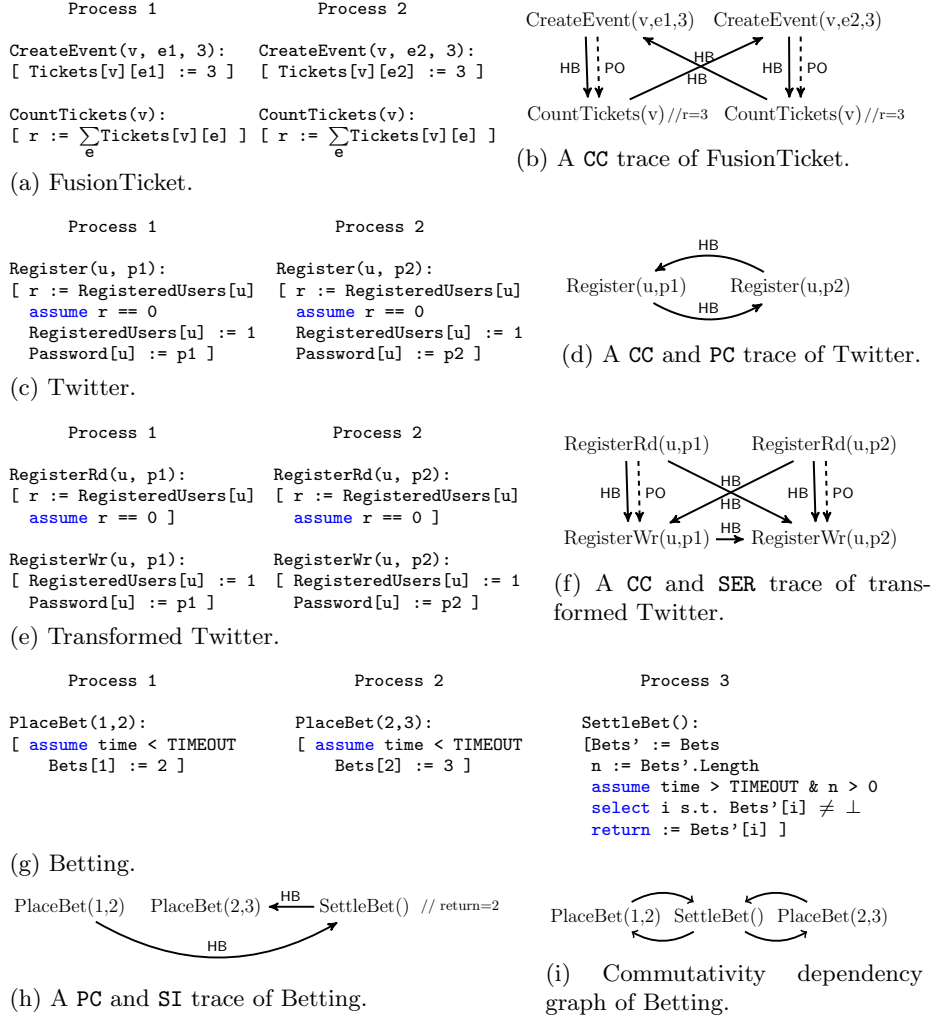 Process 1 Process 2
CreateEvent(v, e1, 3): CreateEvent(v, e2, 3):
[ Tickets[v][e1] := 3 ] [ Tickets[v][e2] := 3 ]
CountTickets(v): CountTickets(v):
[ r := ∑Tickets[v][e] ] [ r := ∑Tickets[v][e] ]
e e
(a) FusionTicket.
CreateEvent(v,e1,3) CreateEvent(v,e2,3)
HB PO HB HB HB PO
CountTickets(v)//r=3 CountTickets(v)//r=3
(b) A CC trace of FusionTicket.
Process 1 Process 2
Register(u, p1): Register(u, p2):
[ r := RegisteredUsers[u] [ r := RegisteredUsers[u]
assume r == 0 assume r == 0
RegisteredUsers[u] := 1 RegisteredUsers[u] := 1
Password[u] := p1 ] Password[u] := p2 ]
(c) Twitter.
HB
Register(u,p1) Register(u,p2)
HB
(d) A CC and PC trace of Twitter.
Process 1 Process 2
RegisterRd(u, p1): RegisterRd(u, p2):
[ r := RegisteredUsers[u] [ r := RegisteredUsers[u]
assume r == 0 ] assume r == 0 ]
RegisterWr(u, p1): RegisterWr(u, p2):
[ RegisteredUsers[u] := 1 [ RegisteredUsers[u] := 1
Password[u] := p1 ] Password[u] := p2 ]
(e) Transformed Twitter.
RegisterRd(u,p1) RegisterRd(u,p2)
HB PO HB HB HB PO
RegisterWr(u,p1) HB RegisterWr(u,p2)
(f) A CC and SER trace of trans-
formed Twitter.
Process 1 Process 2 Process 3
PlaceBet(1,2): PlaceBet(2,3): SettleBet():
[ assume time < TIMEOUT [ assume time < TIMEOUT [Bets' := Bets
Bets[1] := 2 ] Bets[2] := 3 ] n := Bets'.Length
assume time > TIMEOUT & n > 0
select i s.t. Bets'[i] ≠ ⊥
return := Bets'[i] ]
(g) Betting.
PlaceBet(1,2) PlaceBet(2,3) HB SettleBet() // return=2
HB
(h) A PC and SI trace of Betting.
PlaceBet(1,2) SettleBet() PlaceBet(2,3)
(i) Commutativity dependency
graph of Betting.